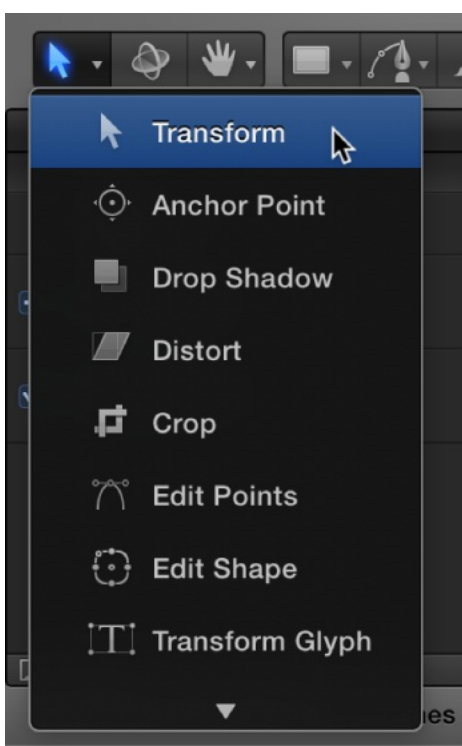 Transform
Anchor Point
Drop Shadow
Distort
Crop
Edit Points
Edit Shape
Transform Glyph